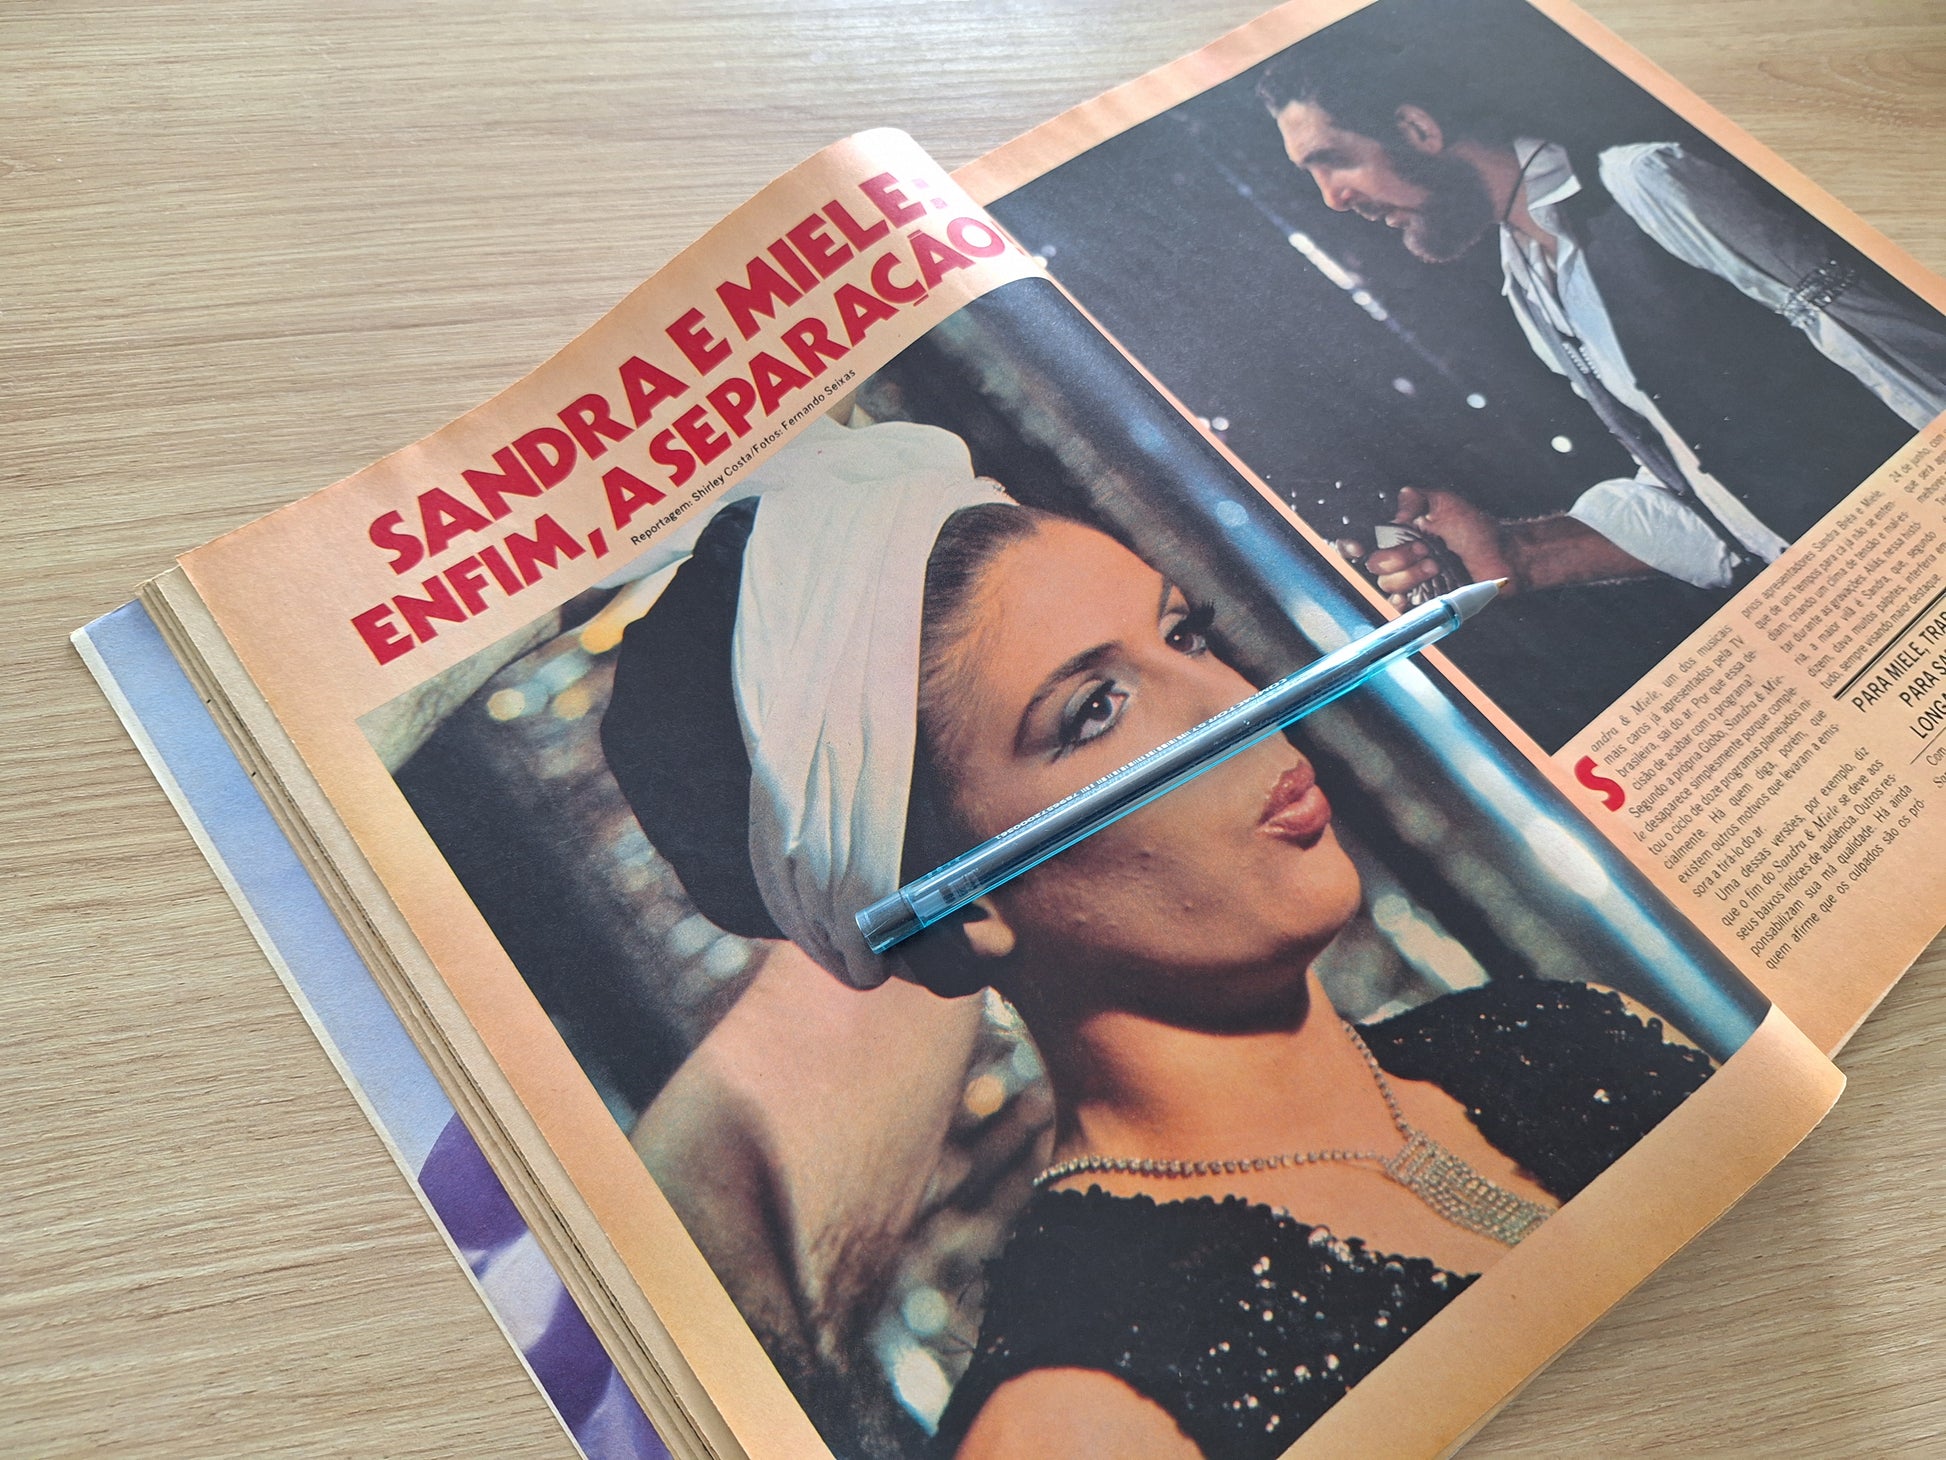 SANDRA E MIELE:
ENFIM, A SEPARAÇÃO
Reportagem: Shirley Costa/Fotos: Fernando Seixas
COMPACTOR
7896572000561
Sandra & Miele, um dos musicais
mais caros já apresentados pela TV
brasileira, sai do ar. Por que essa de-
cisão de acabar com o programa?
Segundo a própria Globo, Sandra & Mie-
le desaparece simplesmente porque comple-
tou o ciclo de doze programas planejados ini-
cialmente. Há quem diga, porém, que
existem outros motivos que levaram a emis-
sora a tirá-lo do ar.
Uma dessas versões, por exemplo, diz
que o fim do Sandra & Miele se deve aos
seus baixos índices de audiência. Outros res-
ponsabilizam sua má qualidade. Há ainda
quem afirme que os culpados são os pró-
prios apresentadores Sandra Bréa e Miele,
que de uns tempos para cá já não se enten-
diam, criando um clima de tensão e mal-es-
tar durante as gravações. Aliás, nessa histó-
ria, a maior vilã é Sandra, que, segundo
dizem, dava muitos palpites, interferia em
tudo, sempre visando maior destaque
PARA MIELE,
PARA
24 de junho, com
que será